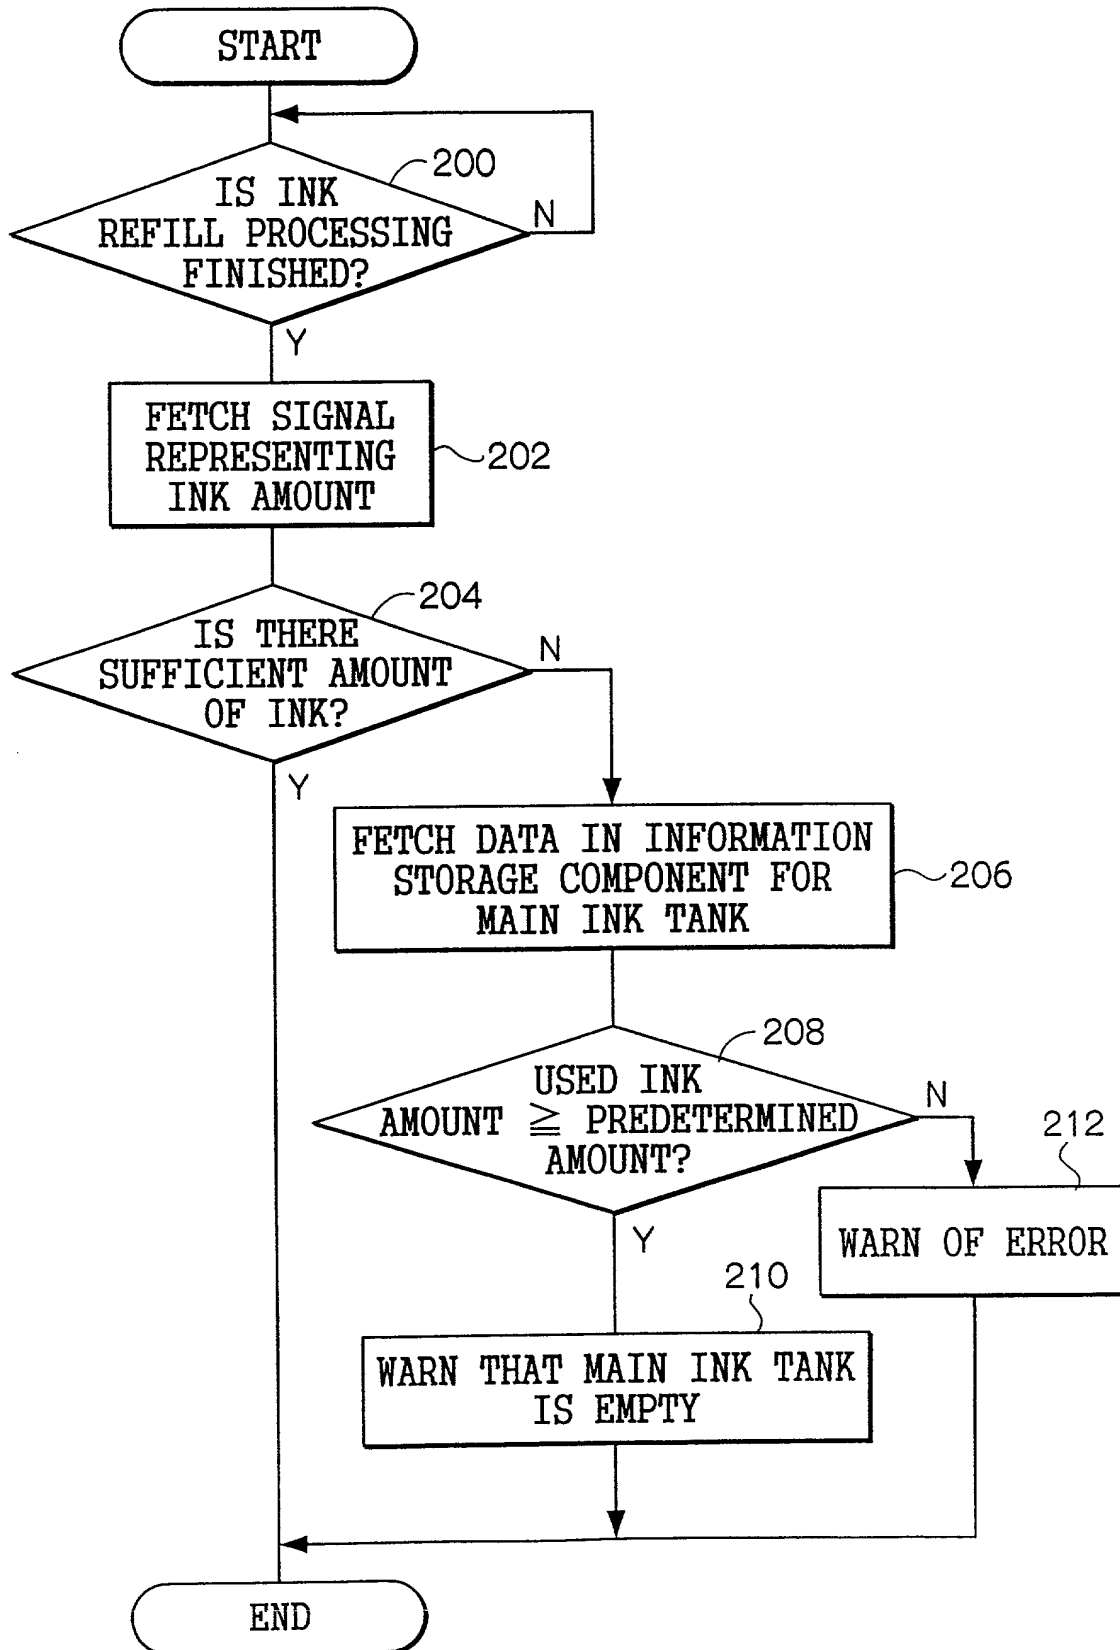 START
200
IS INK
REFILL PROCESSING
FINISHED?
N
Y
FETCH SIGNAL
REPRESENTING
INK AMOUNT
202
204
IS THERE
SUFFICIENT AMOUNT
OF INK?
N
Y
FETCH DATA IN INFORMATION
STORAGE COMPONENT FOR
MAIN INK TANK
206
208
USED INK
AMOUNT ≧ PREDETERMINED
AMOUNT?
N
Y
212
WARN OF ERROR
210
WARN THAT MAIN INK TANK
IS EMPTY
END